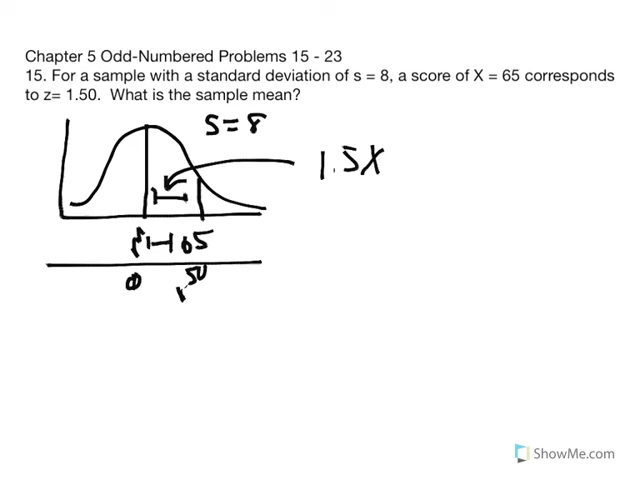 Chapter 5 Odd-Numbered Problems 15 - 23
15. For a sample with a standard deviation of s = 8, a score of X = 65 corresponds
to z= 1.50.  What is the sample mean?
S = 8
1.5X
65
0
50
ShowMe.com